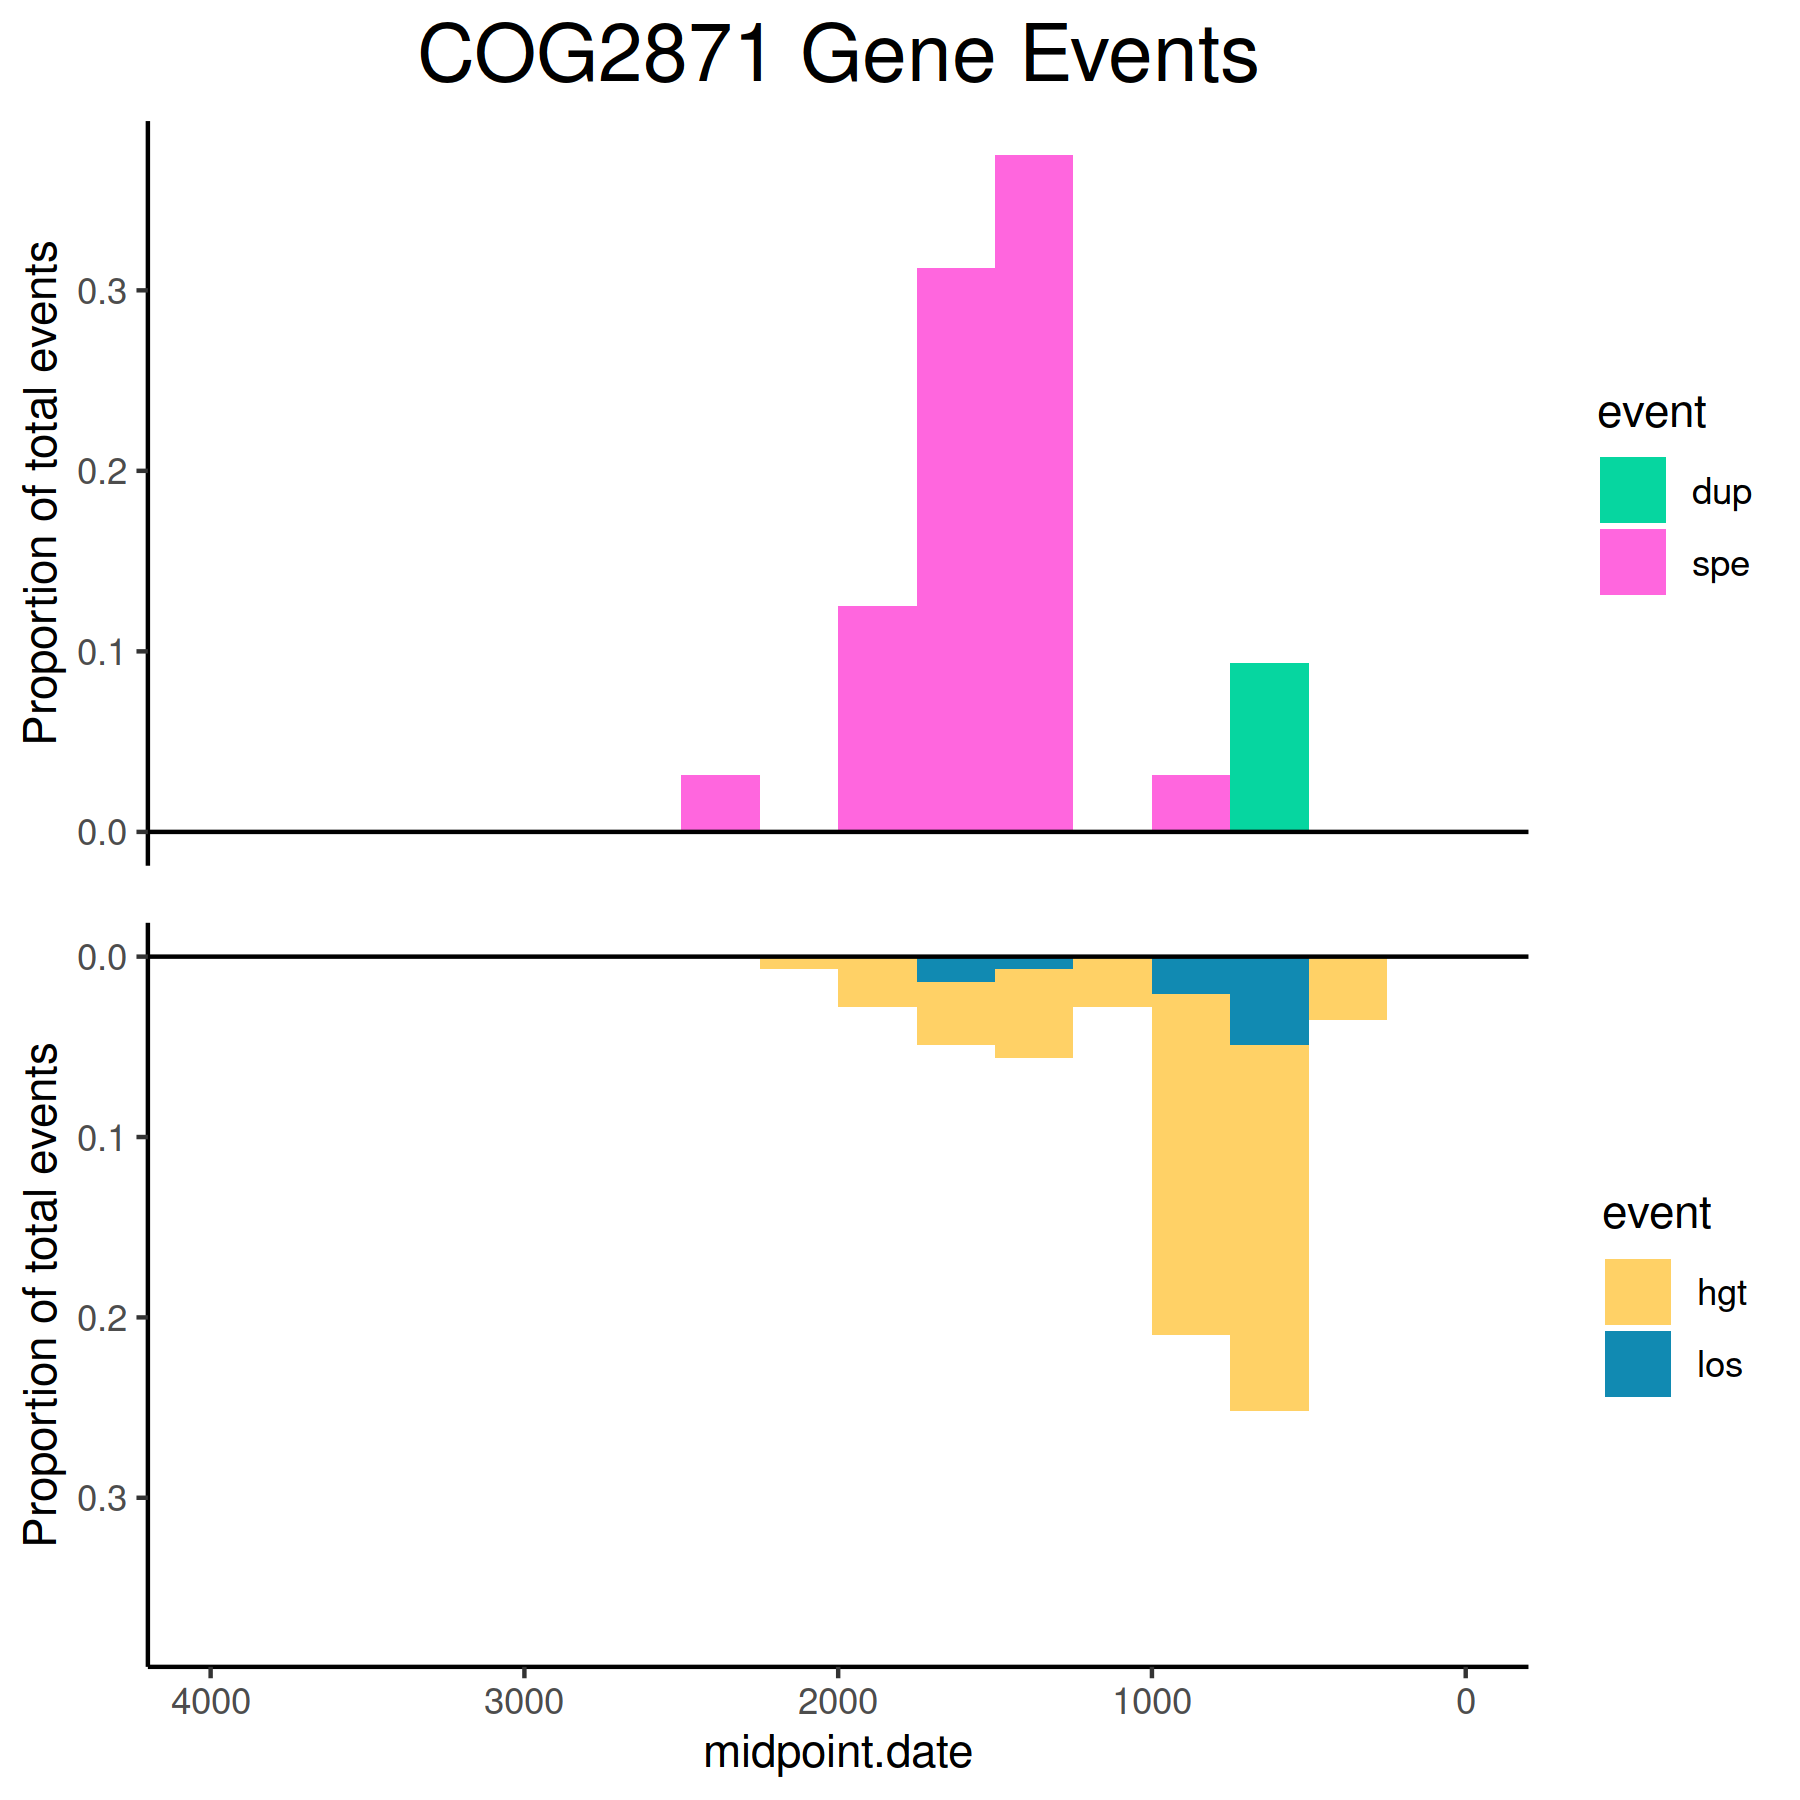 COG2871 Gene Events
Proportion of total events
0.3
0.2
0.1
0.0
event
dup
spe
Proportion of total events
0.0
0.1
0.2
0.3
event
hgt
los
4000 3000 2000 1000 0
midpoint.date